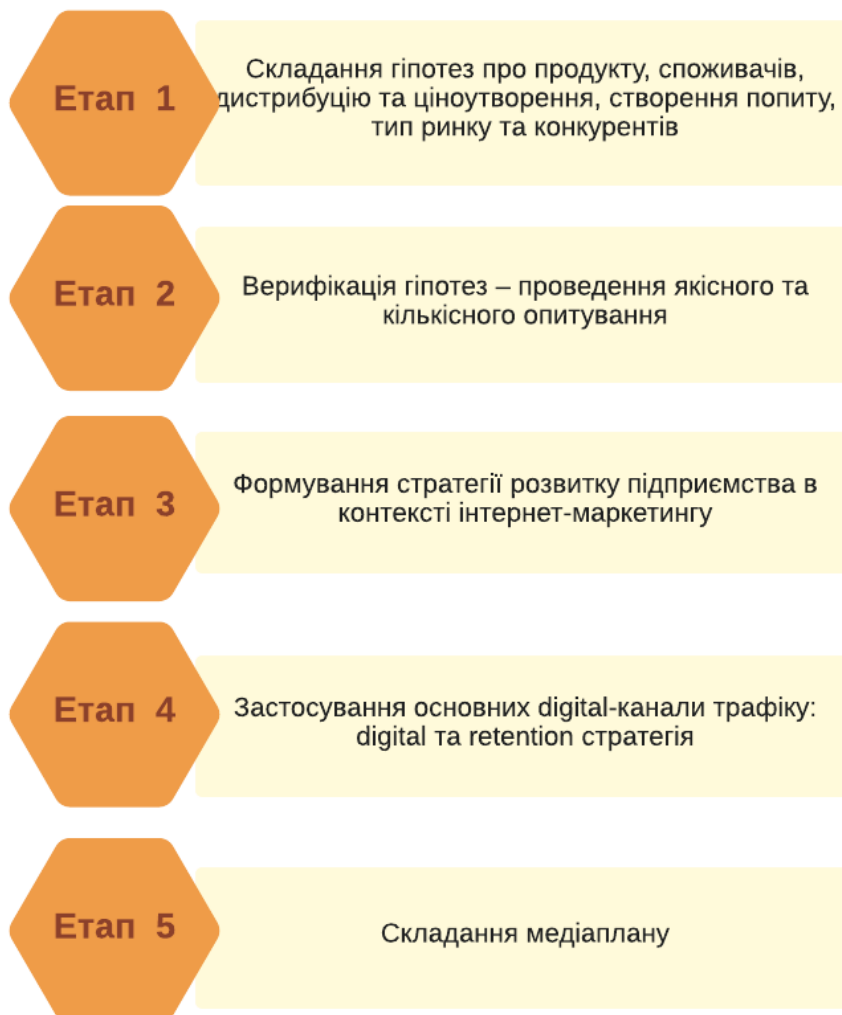 Етап 1
Складання гіпотез про продукту, споживачів,
дистрибуцію та ціноутворення, створення попиту,
тип ринку та конкурентів
Етап 2
Верифікація гіпотез – проведення якісного та
кількісного опитування
Етап 3
Формування стратегії розвитку підприємства в
контексті інтернет-маркетингу
Етап 4
Застосування основних digital-канали трафіку:
digital та retention стратегія
Етап 5
Складання медіаплану